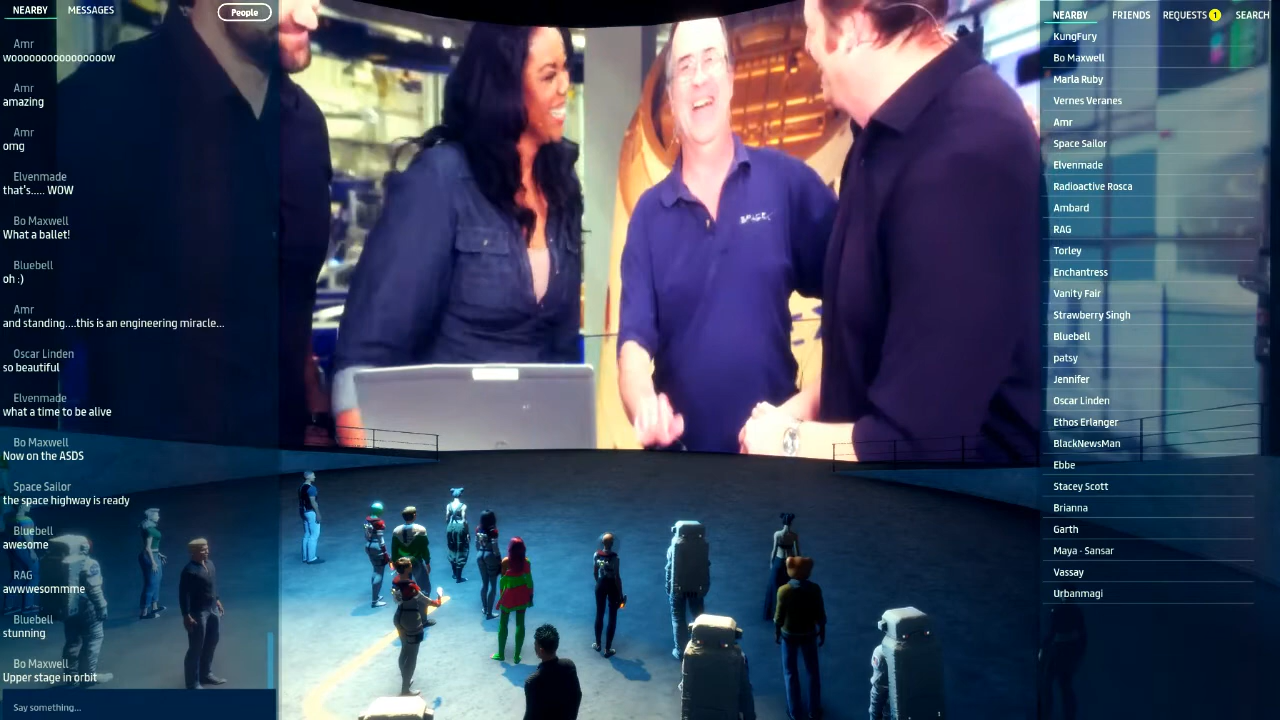 NEARBY
MESSAGES
People
Amr
woooooooooooooooow
Amr
amazing
Amr
omg
Elvenmade
that's..... WOW
Bo Maxwell
What a ballet!
Bluebell
oh :)
Amr
and standing....this is an engineering miracle...
Oscar Linden
so beautiful
Elvenmade
what a time to be alive
Bo Maxwell
Now on the ASDS
Space Sailor
the space highway is ready
Bluebell
awesome
RAG
awwwesommme
Bluebell
stunning
Bo Maxwell
Upper stage in orbit
Say something...
NEARBY
FRIENDS
REQUESTS 1
SEARCH
KungFury
Bo Maxwell
Marla Ruby
Vernes Veranes
Amr
Space Sailor
Elvenmade
Radioactive Rosca
Ambard
RAG
Torley
Enchantress
Vanity Fair
Strawberry Singh
Bluebell
patsy
Jennifer
Oscar Linden
Ethos Erlanger
BlackNewsMan
Ebbe
Stacey Scott
Brianna
Garth
Maya - Sansar
Vassay
Urbanmagi